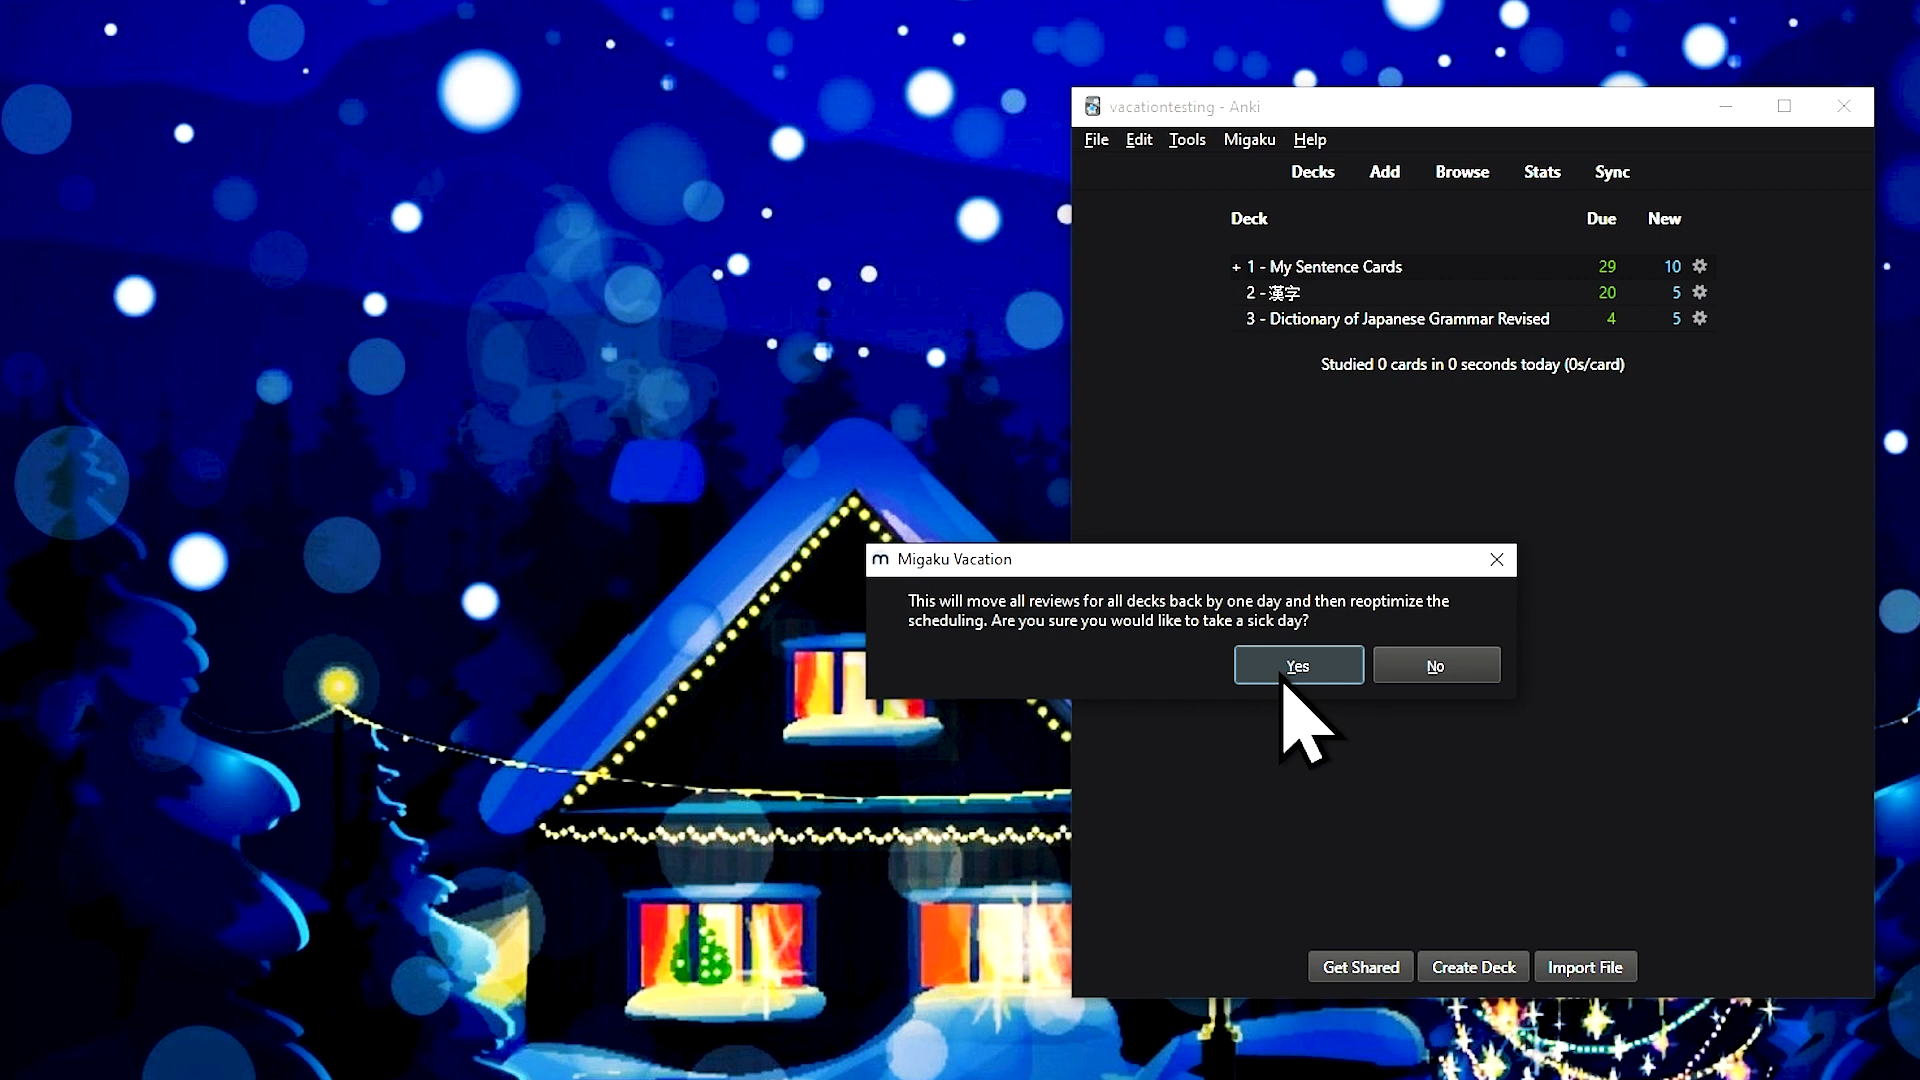 vacationtesting - Anki
File Edit Tools Migaku Help
Decks Add Browse Stats Sync
Deck Due New
+ 1 - My Sentence Cards 29 10
2 - 漢字 20 5
3 - Dictionary of Japanese Grammar Revised 4 5
Studied 0 cards in 0 seconds today (0s/card)
m Migaku Vacation
This will move all reviews for all decks back by one day and then reoptimize the
scheduling. Are you sure you would like to take a sick day?
Yes No
Get Shared Create Deck Import File